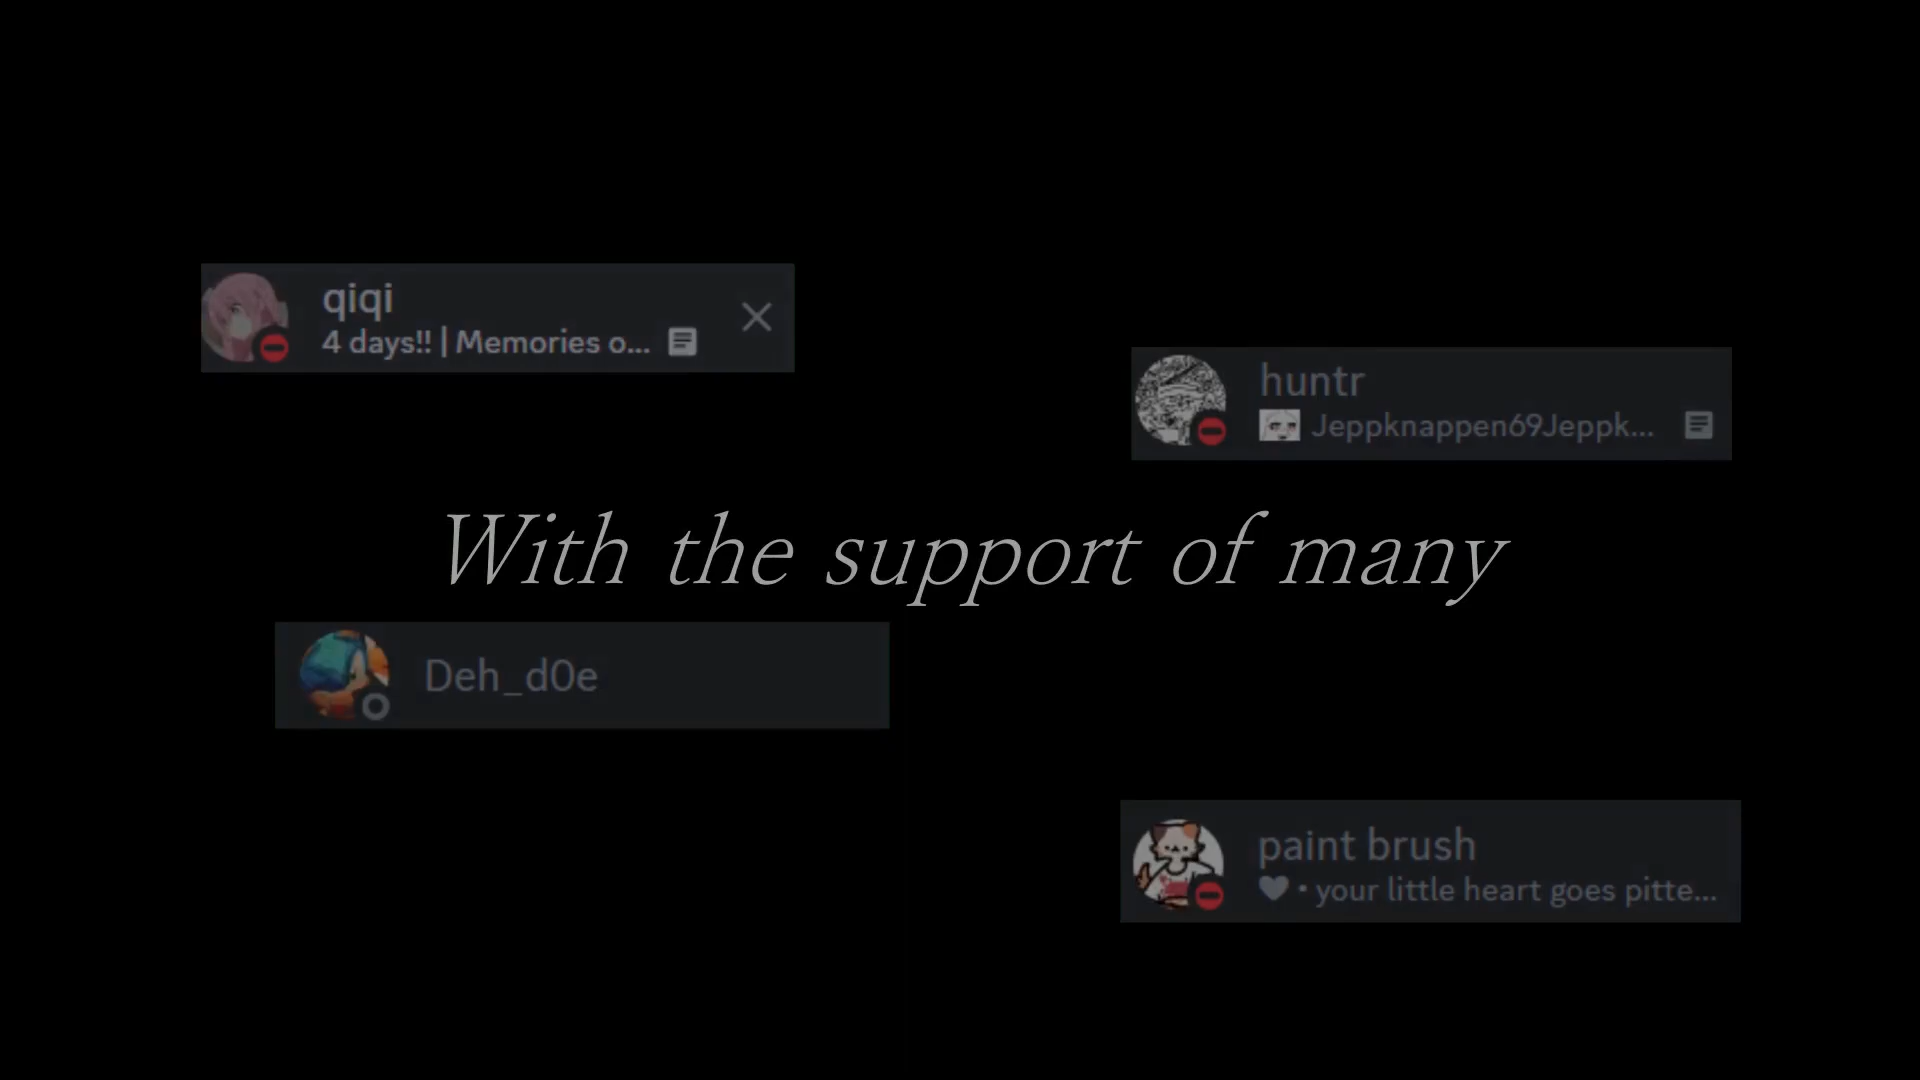 qiqi
4 days!! | Memories o...
huntr
Jeppknappen69Jeppk...
With the support of many
Deh_d0e
paint brush
• your little heart goes pitte...